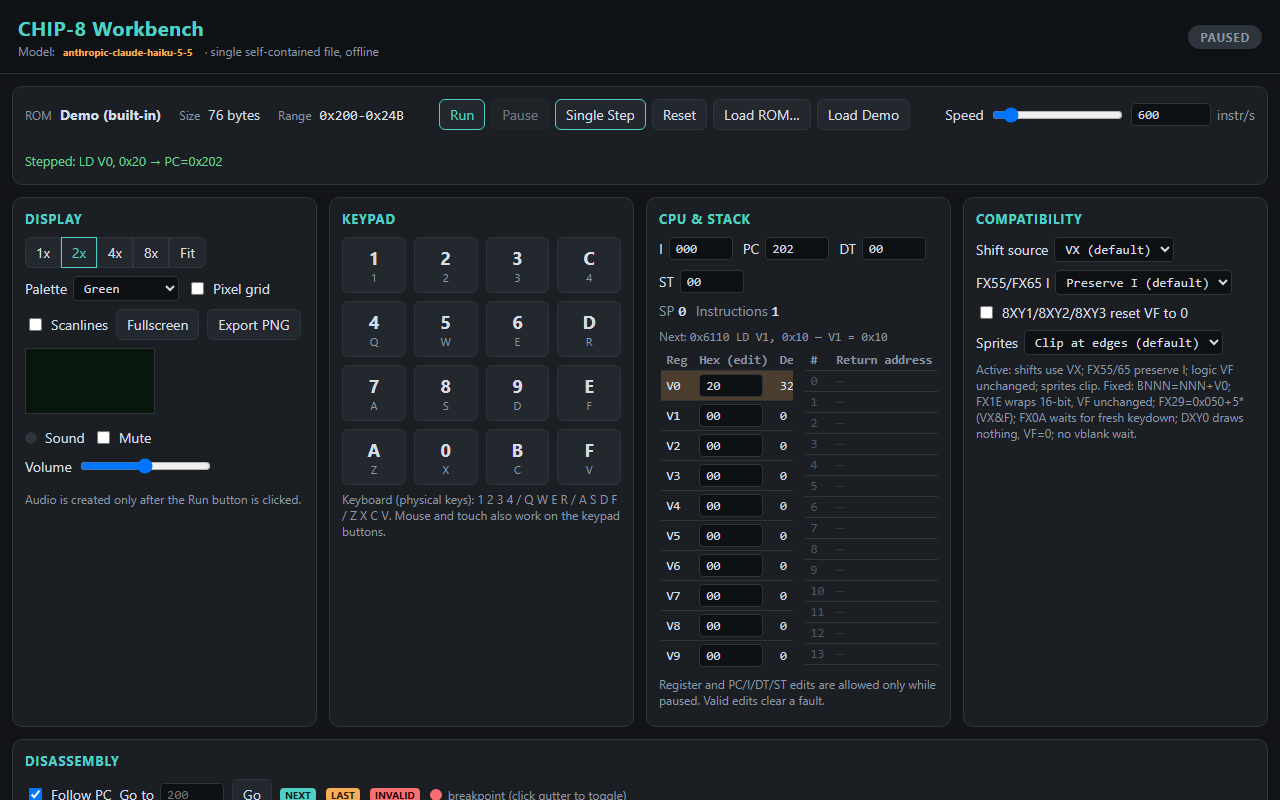 CHIP-8 Workbench
Model: anthropic-claude-haiku-5-5 · single self-contained file, offline
PAUSED
ROM Demo (built-in) Size 76 bytes Range 0x200-0x24B Run Pause Single Step Reset Load ROM... Load Demo Speed 600 instr/s
Stepped: LD V0, 0x20 → PC=0x202
DISPLAY
1x 2x 4x 8x Fit
Palette Green Pixel grid
Scanlines Fullscreen Export PNG
Sound Mute
Volume
Audio is created only after the Run button is clicked.
KEYPAD
1 2 3 C
1 2 3 4
4 5 6 D
Q W E R
7 8 9 E
A S D F
A 0 B F
Z X C V
Keyboard (physical keys): 1 2 3 4 / Q W E R / A S D F
/ Z X C V. Mouse and touch also work on the keypad
buttons.
CPU & STACK
I 000 PC 202 DT 00
ST 00
SP 0 Instructions 1
Next: 0x6110 LD V1, 0x10 — V1 = 0x10
Reg Hex (edit) De
V0 20 32
V1 00 0
V2 00 0
V3 00 0
V4 00 0
V5 00 0
V6 00 0
V7 00 0
V8 00 0
V9 00 0
# Return address
0 —
1 —
2 —
3 —
4 —
5 —
6 —
7 —
8 —
9 —
10 —
11 —
12 —
13 —
Register and PC/I/DT/ST edits are allowed only while
paused. Valid edits clear a fault.
COMPATIBILITY
Shift source VX (default)
FX55/FX65 I Preserve I (default)
8XY1/8XY2/8XY3 reset VF to 0
Sprites Clip at edges (default)
Active: shifts use VX; FX55/65 preserve I; logic VF
unchanged; sprites clip. Fixed: BNNN=NNN+V0;
FX1E wraps 16-bit, VF unchanged; FX29=0x050+5*
(VX&F); FX0A waits for fresh keydown; DXY0 draws
nothing, VF=0; no vblank wait.
DISASSEMBLY
Follow PC Go to 200 Go NEXT LAST INVALID breakpoint (click gutter to toggle)